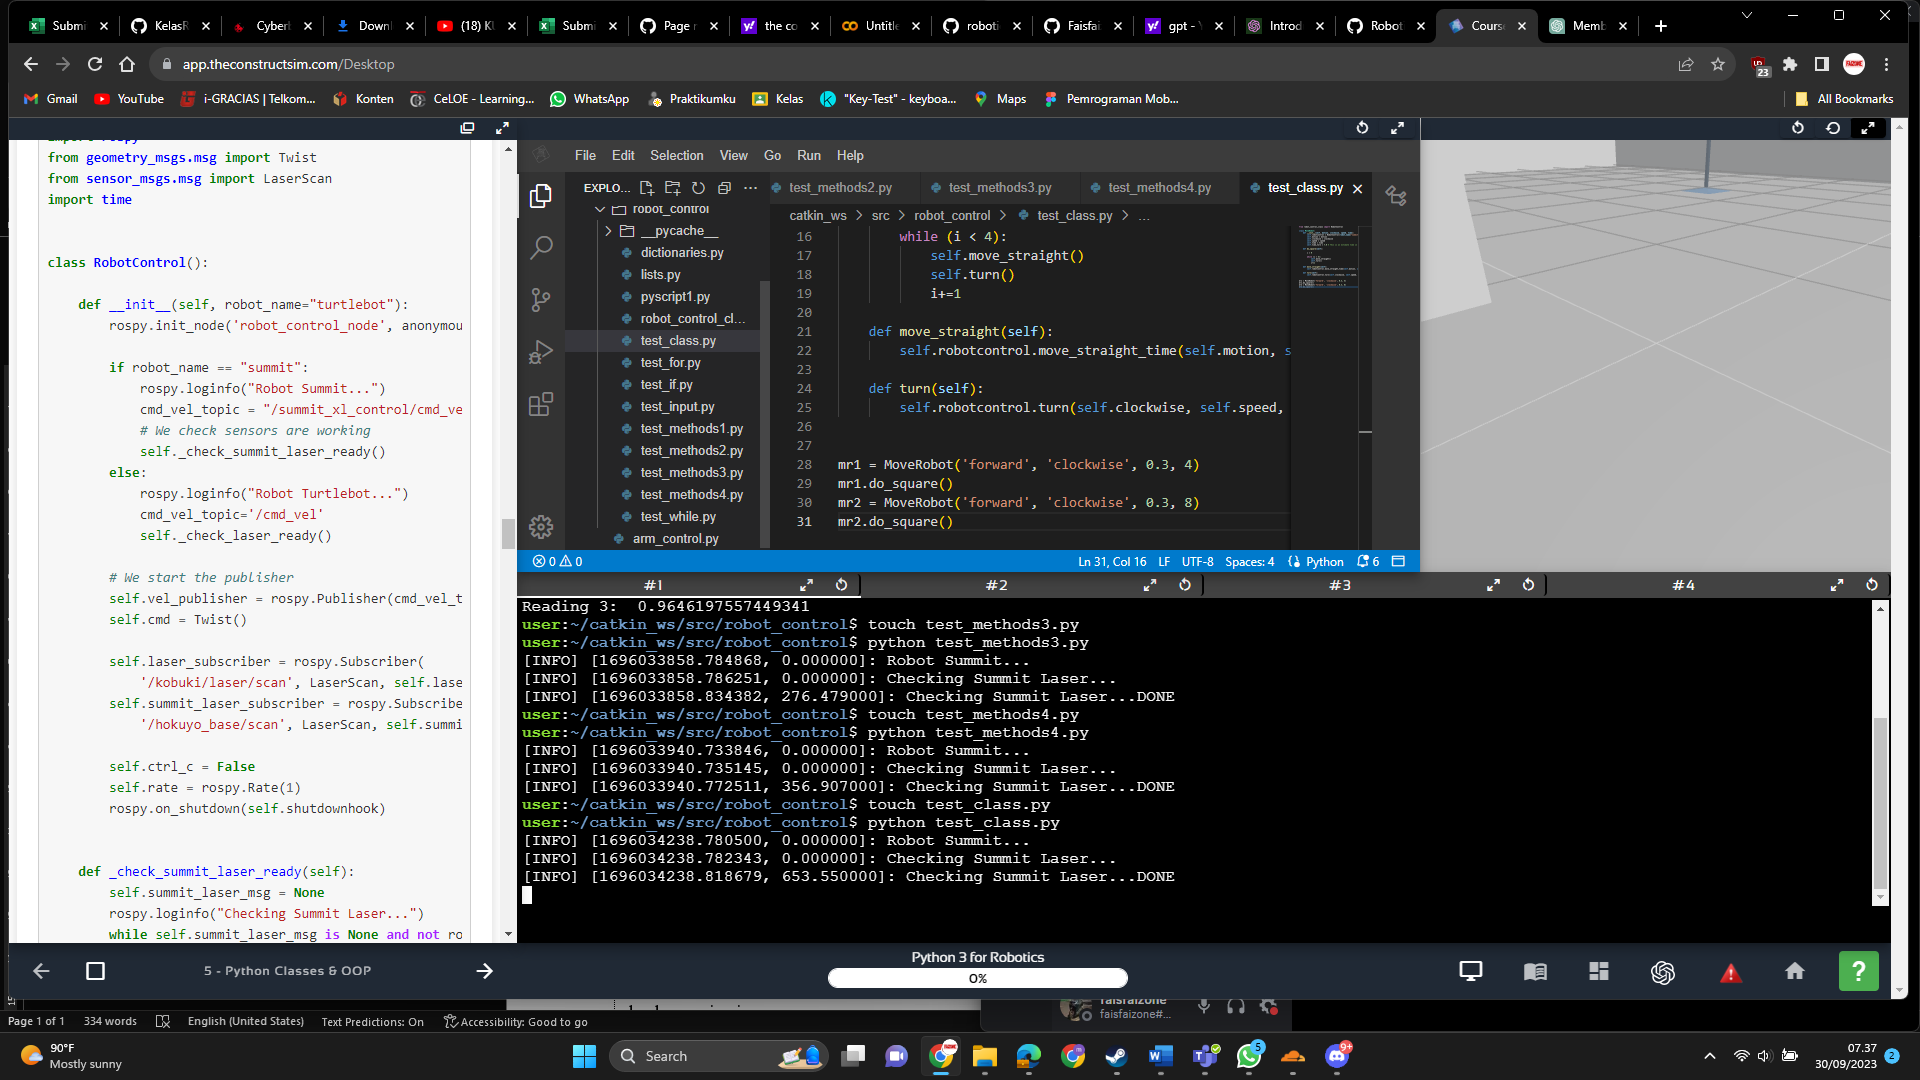 Submi
KelasR
Cyberl
Downl
(18) KU
Submi
Page n
the co
Untitle
roboti
Faisfai
gpt - Y
Introd
Robot
Cours
Memb
app.theconstructsim.com/Desktop
23
Gmail
YouTube
i-GRACIAS | Telkom...
Konten
CeLOE - Learning...
WhatsApp
Praktikumku
Kelas
"Key-Test" - keyboa...
Maps
Pemrograman Mob...
All Bookmarks
from geometry_msgs.msg import Twist
from sensor_msgs.msg import LaserScan
import time
class RobotControl():
def __init__(self, robot_name="turtlebot"):
rospy.init_node('robot_control_node', anonymou
if robot_name == "summit":
rospy.loginfo("Robot Summit...")
cmd_vel_topic = "/summit_xl_control/cmd_ve
# We check sensors are working
self._check_summit_laser_ready()
else:
rospy.loginfo("Robot Turtlebot...")
cmd_vel_topic='/cmd_vel'
self._check_laser_ready()
# We start the publisher
self.vel_publisher = rospy.Publisher(cmd_vel_t
self.cmd = Twist()
self.laser_subscriber = rospy.Subscriber(
'/kobuki/laser/scan', LaserScan, self.lase
self.summit_laser_subscriber = rospy.Subscribe
'/hokuyo_base/scan', LaserScan, self.summi
self.ctrl_c = False
self.rate = rospy.Rate(1)
rospy.on_shutdown(self.shutdownhook)
def _check_summit_laser_ready(self):
self.summit_laser_msg = None
rospy.loginfo("Checking Summit Laser...")
while self.summit_laser_msg is None and not ro
File Edit Selection View Go Run Help
EXPLO...
robot_control
__pycache__
dictionaries.py
lists.py
pyscript1.py
robot_control_cl...
test_class.py
test_for.py
test_if.py
test_input.py
test_methods1.py
test_methods2.py
test_methods3.py
test_methods4.py
test_while.py
arm_control.py
test_methods2.py
test_methods3.py
test_methods4.py
test_class.py
catkin_ws > src > robot_control > test_class.py > ...
16 while (i < 4):
17 self.move_straight()
18 self.turn()
19 i+=1
20
21 def move_straight(self):
22 self.robotcontrol.move_straight_time(self.motion, s
23
24 def turn(self):
25 self.robotcontrol.turn(self.clockwise, self.speed,
26
27
28 mr1 = MoveRobot('forward', 'clockwise', 0.3, 4)
29 mr1.do_square()
30 mr2 = MoveRobot('forward', 'clockwise', 0.3, 8)
31 mr2.do_square()
0 0
Ln 31, Col 16 LF UTF-8 Spaces: 4 Python 6
#1 #2 #3 #4
Reading 3: 0.9646197557449341
user:~/catkin_ws/src/robot_control$ touch test_methods3.py
user:~/catkin_ws/src/robot_control$ python test_methods3.py
[INFO] [1696033858.784868, 0.000000]: Robot Summit...
[INFO] [1696033858.786251, 0.000000]: Checking Summit Laser...
[INFO] [1696033858.834382, 276.479000]: Checking Summit Laser...DONE
user:~/catkin_ws/src/robot_control$ touch test_methods4.py
user:~/catkin_ws/src/robot_control$ python test_methods4.py
[INFO] [1696033940.733846, 0.000000]: Robot Summit...
[INFO] [1696033940.735145, 0.000000]: Checking Summit Laser...
[INFO] [1696033940.772511, 356.907000]: Checking Summit Laser...DONE
user:~/catkin_ws/src/robot_control$ touch test_class.py
user:~/catkin_ws/src/robot_control$ python test_class.py
[INFO] [1696034238.780500, 0.000000]: Robot Summit...
[INFO] [1696034238.782343, 0.000000]: Checking Summit Laser...
[INFO] [1696034238.818679, 653.550000]: Checking Summit Laser...DONE
5 - Python Classes & OOP
Python 3 for Robotics
0%
?
faisfaizone
faisfaizone#...
Page 1 of 1
334 words
English (United States)
Text Predictions: On
Accessibility: Good to go
90°F
Mostly sunny
Search
5
9+
07.37
30/09/2023
2